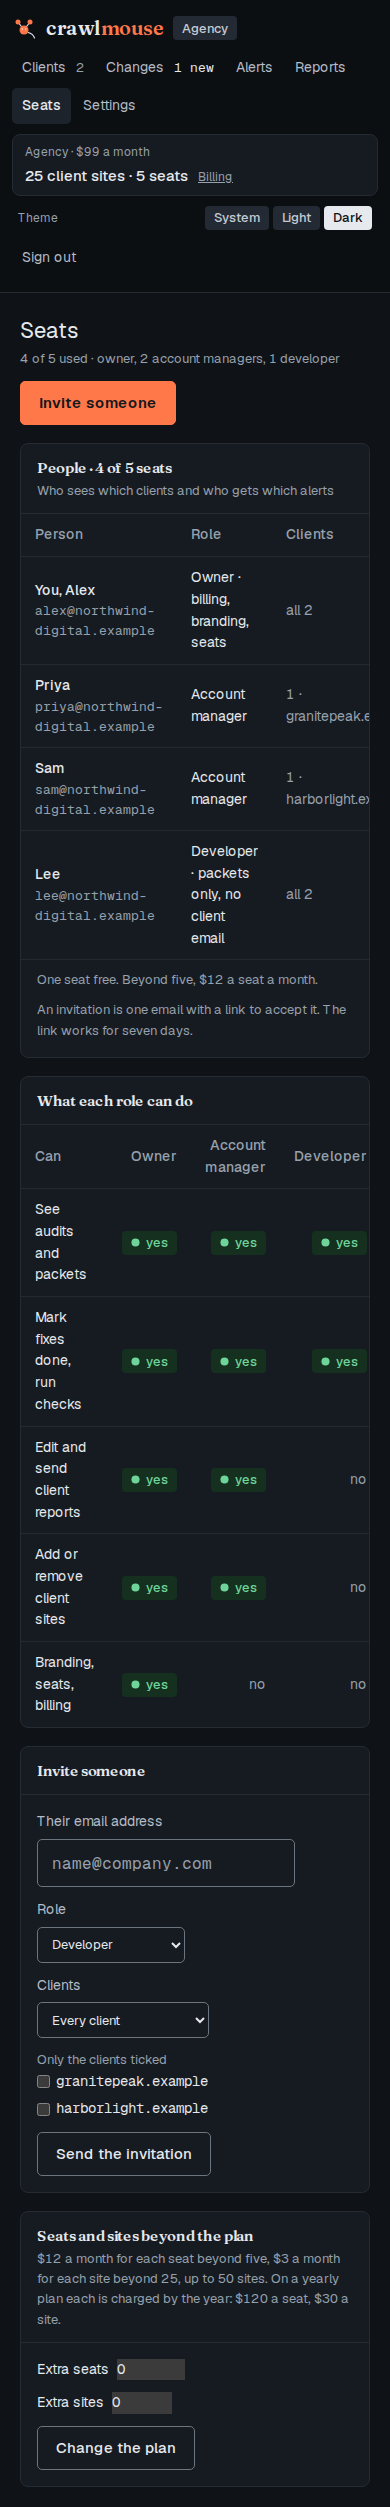 crawlmouse Agency
Clients 2 Changes 1 new Alerts Reports
Seats Settings
Agency · $99 a month
25 client sites · 5 seats Billing
Theme System Light Dark
Sign out
Seats
4 of 5 used · owner, 2 account managers, 1 developer
Invite someone
People · 4 of 5 seats
Who sees which clients and who gets which alerts
Person Role Clients
You, Alex
alex@northwind-
digital.example
Owner ·
billing,
branding,
seats
all 2
Priya
priya@northwind-
digital.example
Account
manager
1 ·
granitepeak.e
Sam
sam@northwind-
digital.example
Account
manager
1 ·
harborlight.ex
Lee
lee@northwind-
digital.example
Developer
· packets
only, no
client
email
all 2
One seat free. Beyond five, $12 a seat a month.
An invitation is one email with a link to accept it. The
link works for seven days.
What each role can do
Can Owner Account
manager Developer
See
audits
and
packets
yes yes yes
Mark
fixes
done,
run
checks
yes yes yes
Edit and
send
client
reports
yes yes no
Add or
remove
client
sites
yes yes no
Branding,
seats,
billing
yes no no
Invite someone
Their email address
name@company.com
Role
Developer
Clients
Every client
Only the clients ticked
granitepeak.example
harborlight.example
Send the invitation
Seats and sites beyond the plan
$12 a month for each seat beyond five, $3 a month
for each site beyond 25, up to 50 sites. On a yearly
plan each is charged by the year: $120 a seat, $30 a
site.
Extra seats 0
Extra sites 0
Change the plan